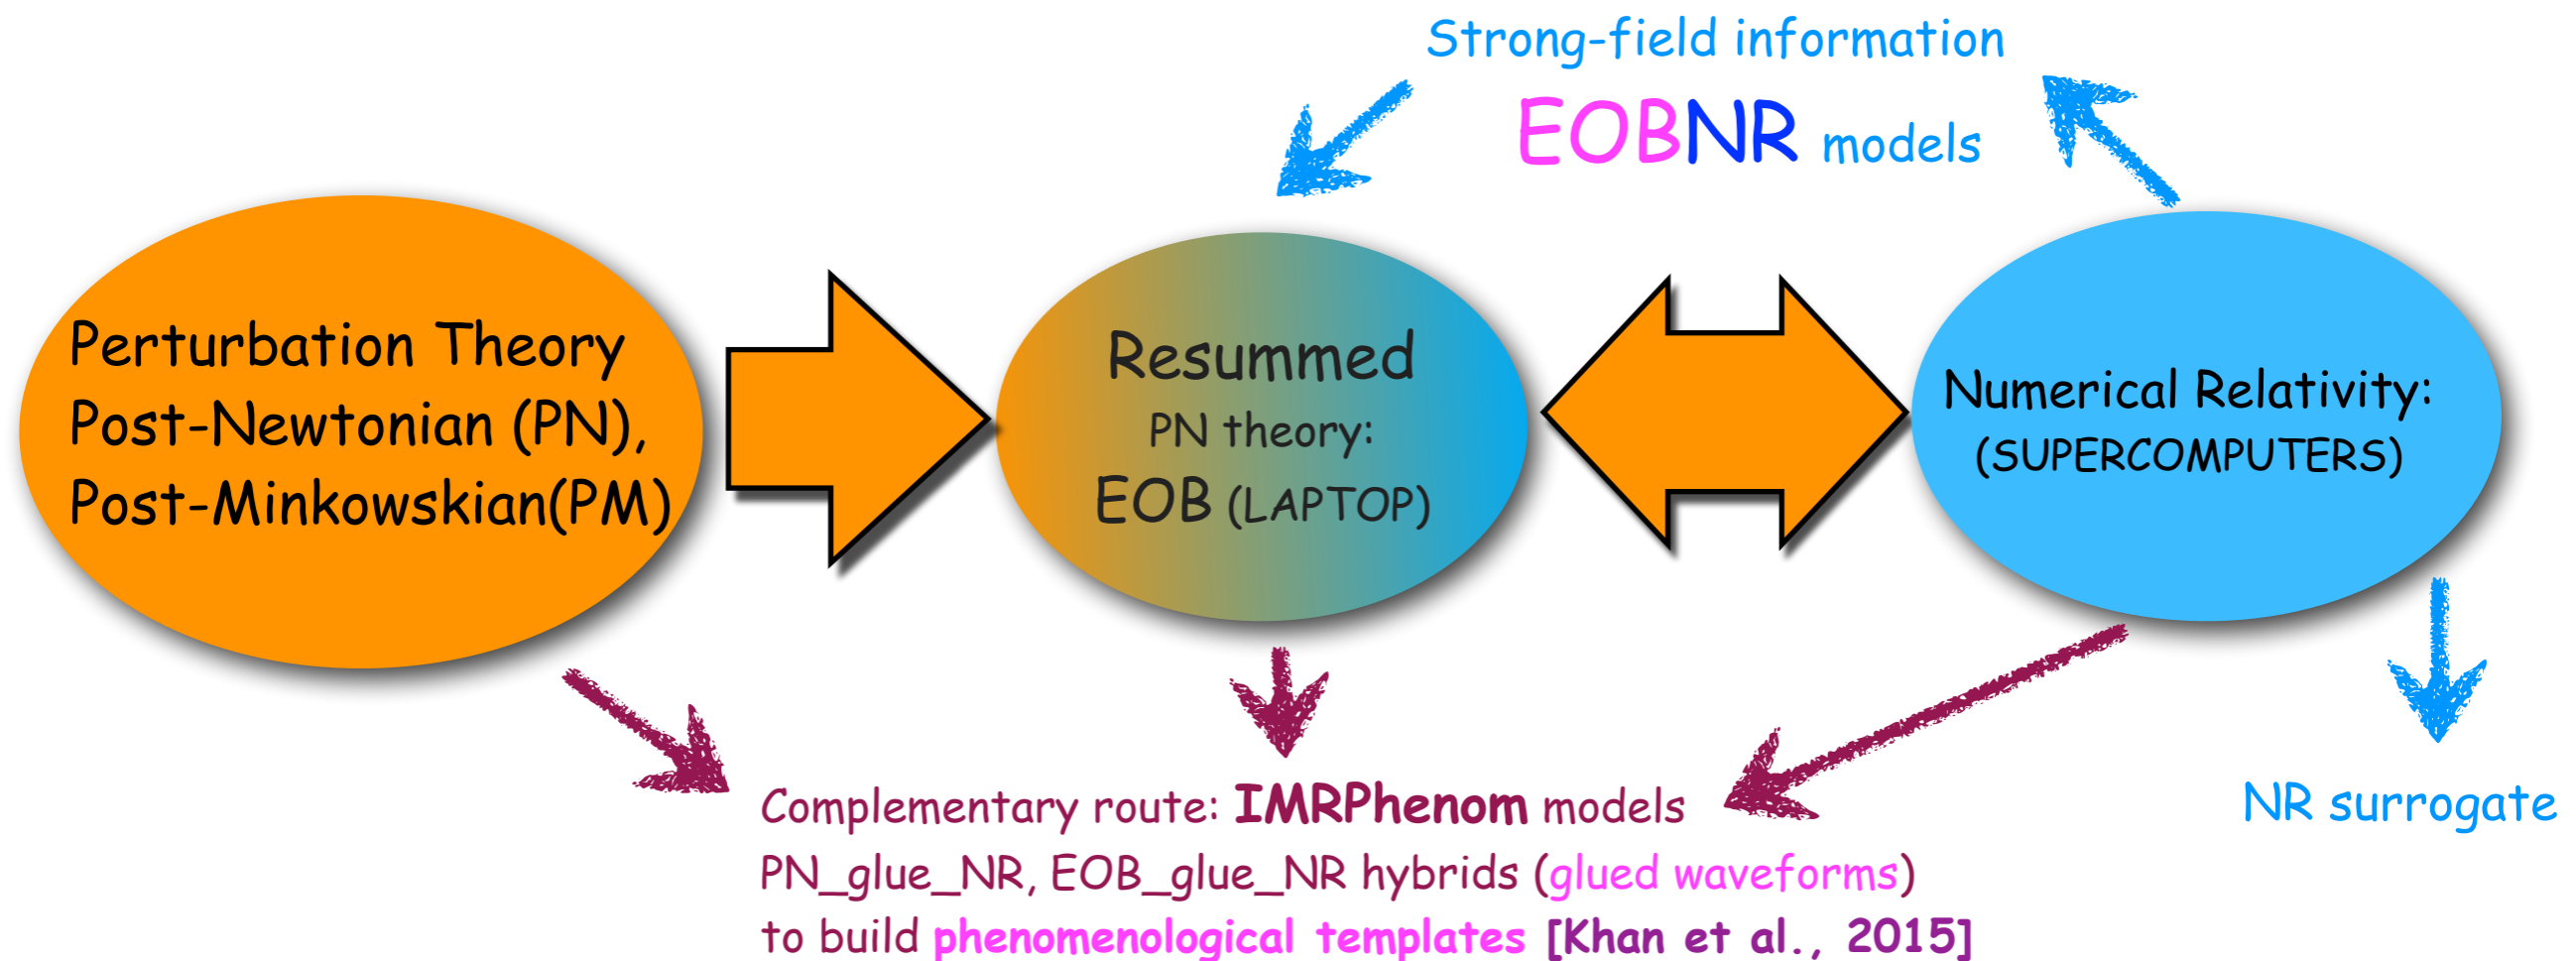 Strong-field information
EOBNR models
Perturbation Theory
Post-Newtonian (PN),
Post-Minkowskian(PM)
Resummed
PN theory:
EOB (LAPTOP)
Numerical Relativity:
(SUPERCOMPUTERS)
Complementary route: IMRPhenom models
PN_glue_NR, EOB_glue_NR hybrids (glued waveforms)
to build phenomenological templates [Khan et al., 2015]
NR surrogate